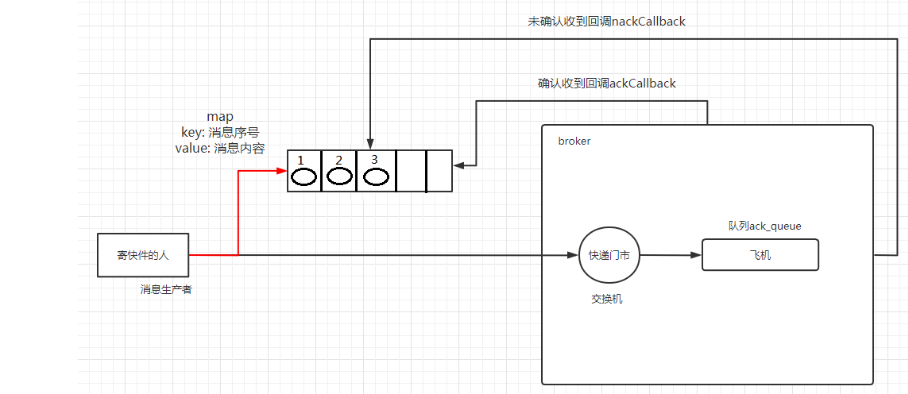 未确认收到回调nackCallback
确认收到回调ackCallback
map
key: 消息序号
value: 消息内容
broker
1 2 3
队列ack_queue
寄快件的人
快递门市
飞机
消息生产者
交换机